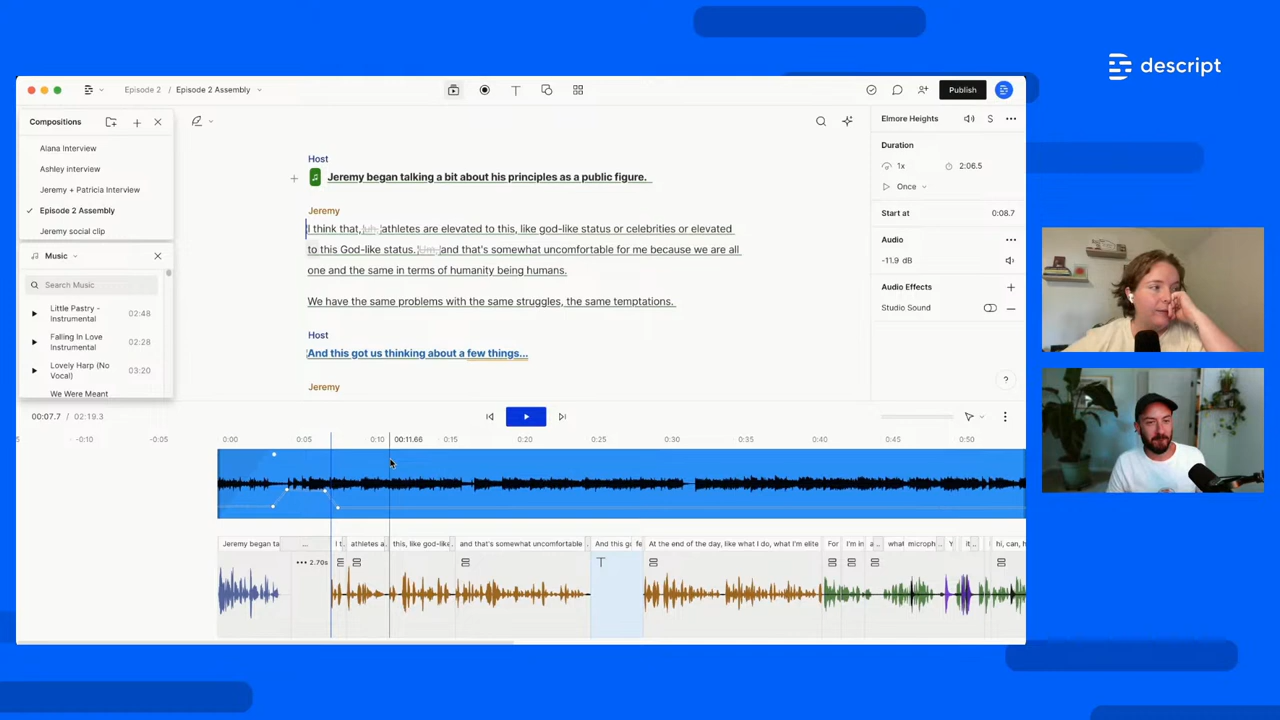 descript
Episode 2 / Episode 2 Assembly
Publish
Compositions
Alana Interview
Ashley interview
Jeremy + Patricia Interview
Episode 2 Assembly
Jeremy social clip
Music
Search Music
Little Pastry -
Instrumental
02:48
Falling In Love
Instrumental
02:28
Lovely Harp (No
Vocal)
03:20
We Were Meant
Host
Jeremy began talking a bit about his principles as a public figure.
Jeremy
I think that, uh, athletes are elevated to this, like god-like status or celebrities or elevated
to this God-like status. Um, and that's somewhat uncomfortable for me because we are all
one and the same in terms of humanity being humans.
We have the same problems with the same struggles, the same temptations.
Host
And this got us thinking about a few things...
Jeremy
Elmore Heights
S
Duration
1x
2:06.5
Once
Start at
0:08.7
Audio
-11.9 dB
Audio Effects
Studio Sound
?
00:07.7 / 02:19.3
-0:10 -0:05 0:00 0:05 0:10 00:11.66 0:15 0:20 0:25 0:30 0:35 0:40 0:45 0:50
Jeremy began ta ... I t.. athletes a.. this, like god-like and that's somewhat uncomfortable And this g fe At the end of the day, like what I do, what I'm elite For I'm in a .. what microph.. Y it .. hi, can, h
2.70s
T